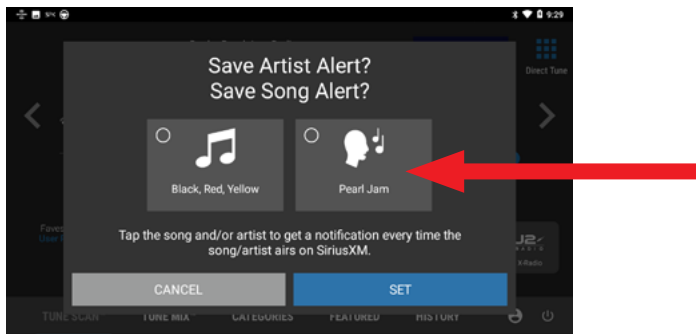 9:29
Save Artist Alert?
Save Song Alert?
Direct Tune
Black, Red, Yellow
Pearl Jam
Tap the song and/or artist to get a notification every time the
song/artist airs on SiriusXM.
Faves
X-Radio
CANCEL
SET
TUNE SCAN
TUNE MIX
CATEGORIES
FEATURED
HISTORY